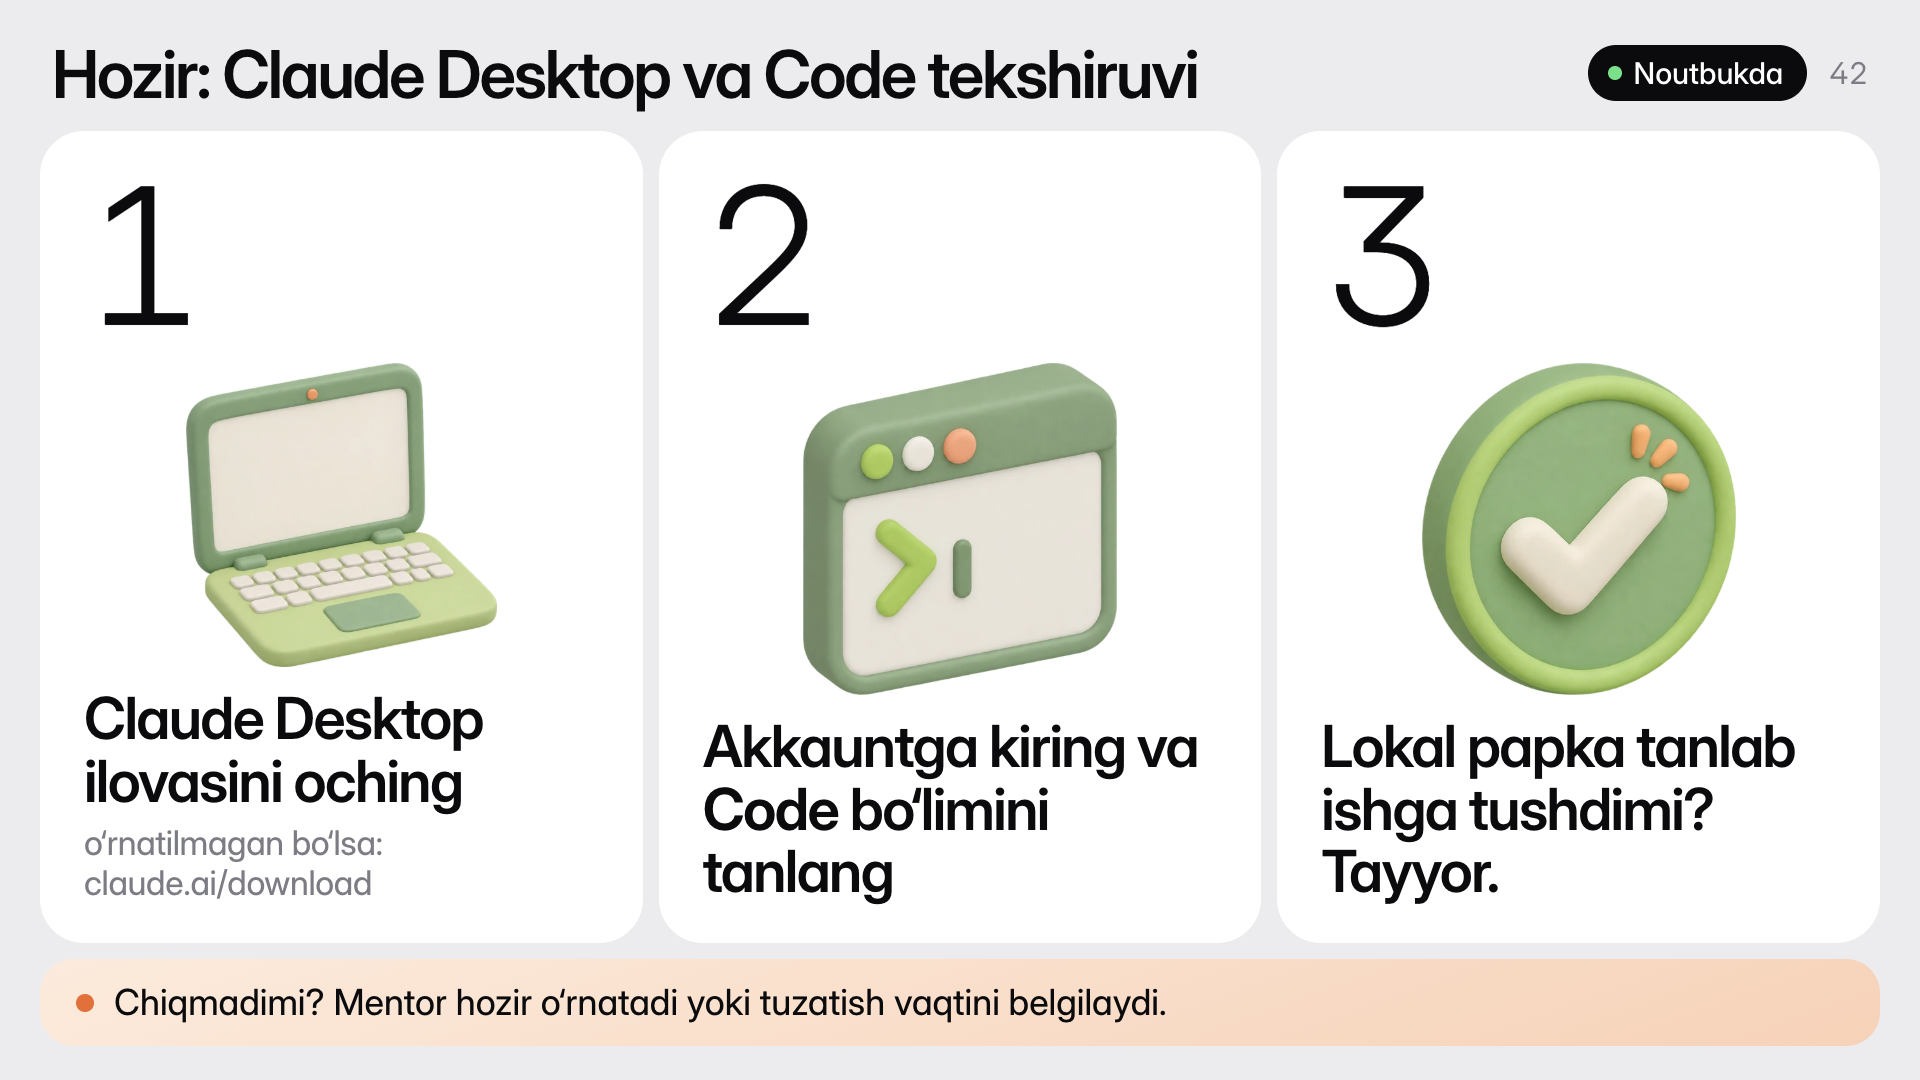 Hozir: Claude Desktop va Code tekshiruvi
Noutbukda
42
1
Claude Desktop
ilovasini oching
oʻrnatilmagan boʻlsa:
claude.ai/download
2
Akkauntga kiring va
Code boʻlimini
tanlang
3
Lokal papka tanlab
ishga tushdimi?
Tayyor.
Chiqmadimi? Mentor hozir oʻrnatadi yoki tuzatish vaqtini belgilaydi.